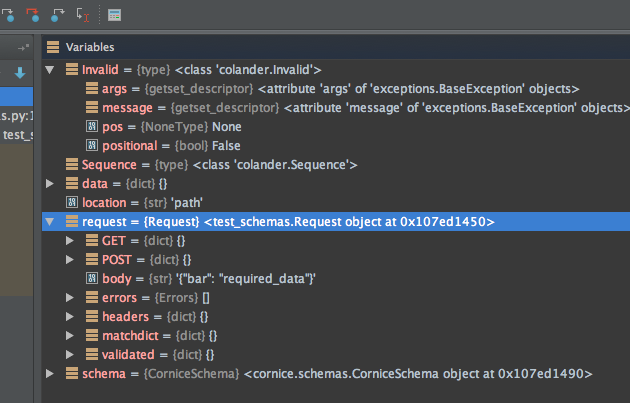 Variables
Invalid = {type} <class 'colander.Invalid'>
args = {getset_descriptor} <attribute 'args' of 'exceptions.BaseException' objects>
message = {getset_descriptor} <attribute 'message' of 'exceptions.BaseException' objects>
pos = {NoneType} None
positional = {bool} False
Sequence = {type} <class 'colander.Sequence'>
data = {dict} {}
location = {str} 'path'
request = {Request} <test_schemas.Request object at 0x107ed1450>
GET = {dict} {}
POST = {dict} {}
body = {str} '{"bar": "required_data"}'
errors = {Errors} []
headers = {dict} {}
matchdict = {dict} {}
validated = {dict} {}
schema = {CorniceSchema} <cornice.schemas.CorniceSchema object at 0x107ed1490>
s.py:1
test_s